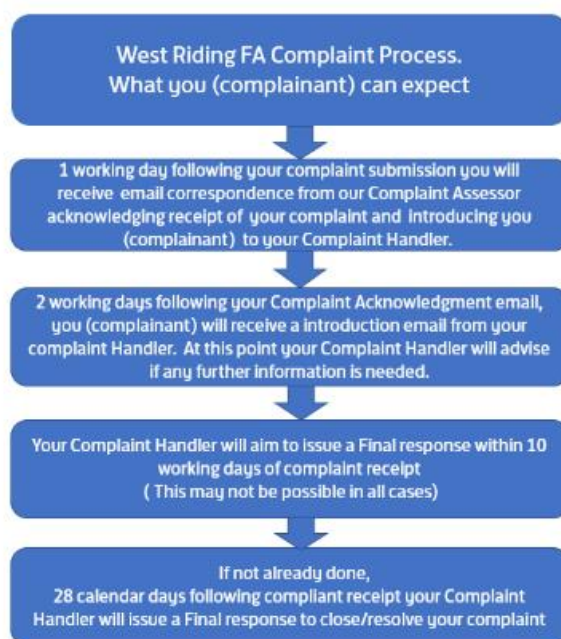 West Riding FA Complaint Process.
What you (complainant) can expect
1 working day following your complaint submission you will
receive email correspondence from our Complaint Assessor
acknowledging receipt of your complaint and introducing you
(complainant) to your Complaint Handler.
2 working days following your Complaint Acknowledgment email,
you (complainant) will receive a introduction email from your
complaint Handler. At this point your Complaint Handler will advise
if any further information is needed.
Your Complaint Handler will aim to issue a Final response within 10
working days of complaint receipt
( This may not be possible in all cases)
If not already done,
28 calendar days following compliant receipt your Complaint
Handler will issue a Final response to close/resolve your complaint